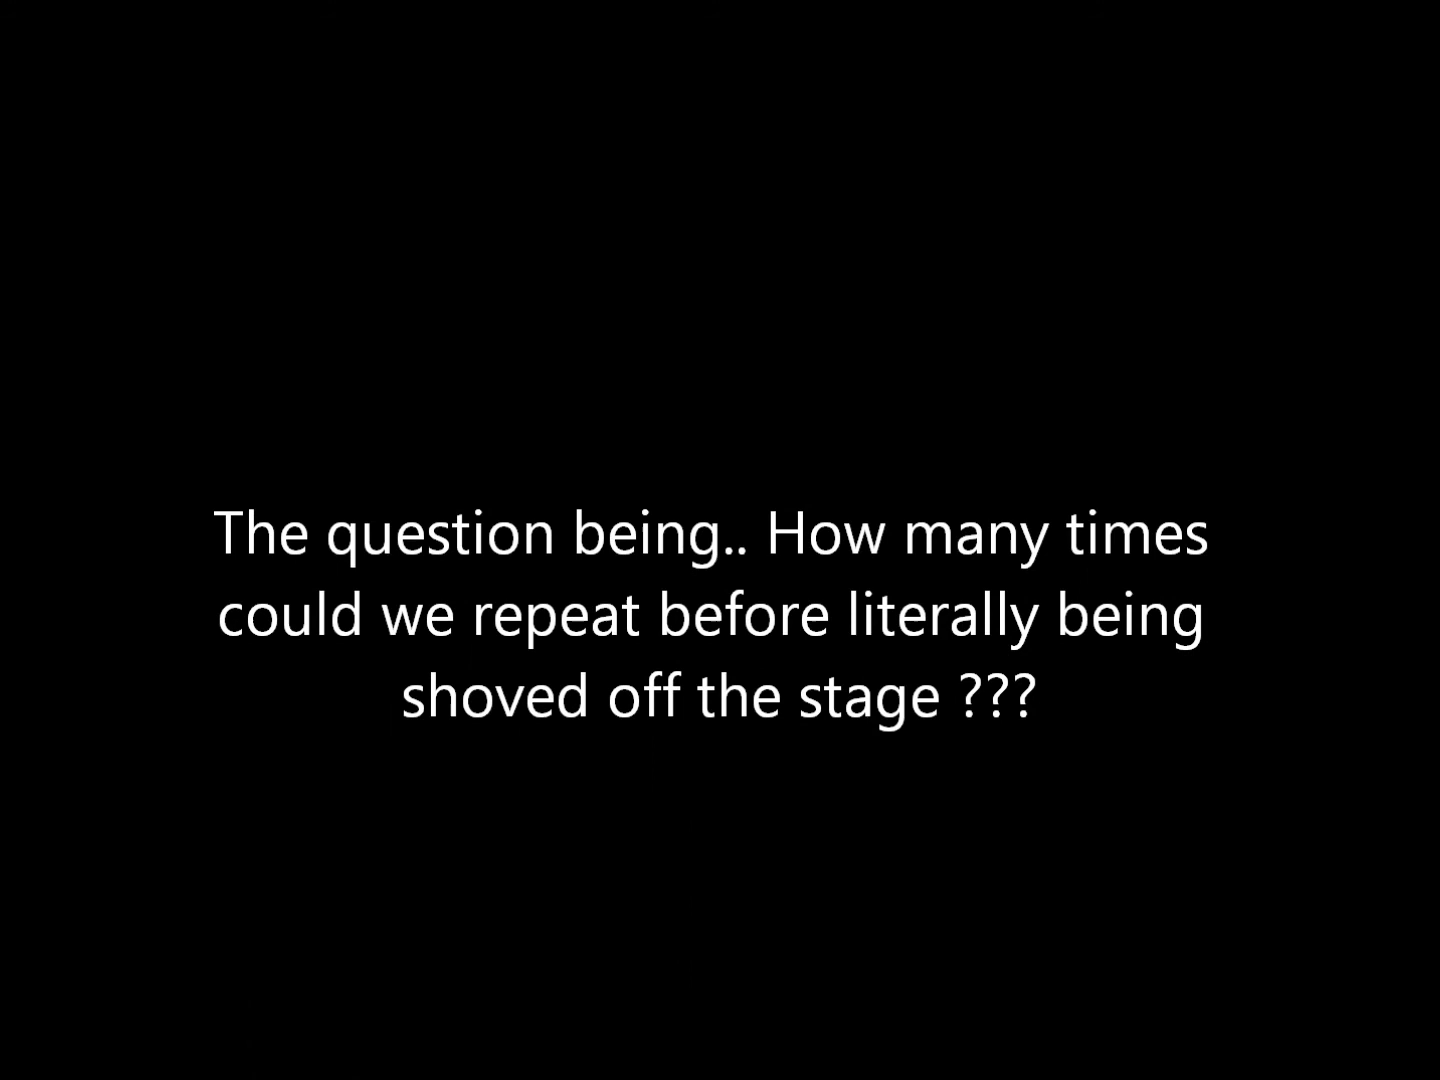 The question being.. How many times
could we repeat before literally being
shoved off the stage ???